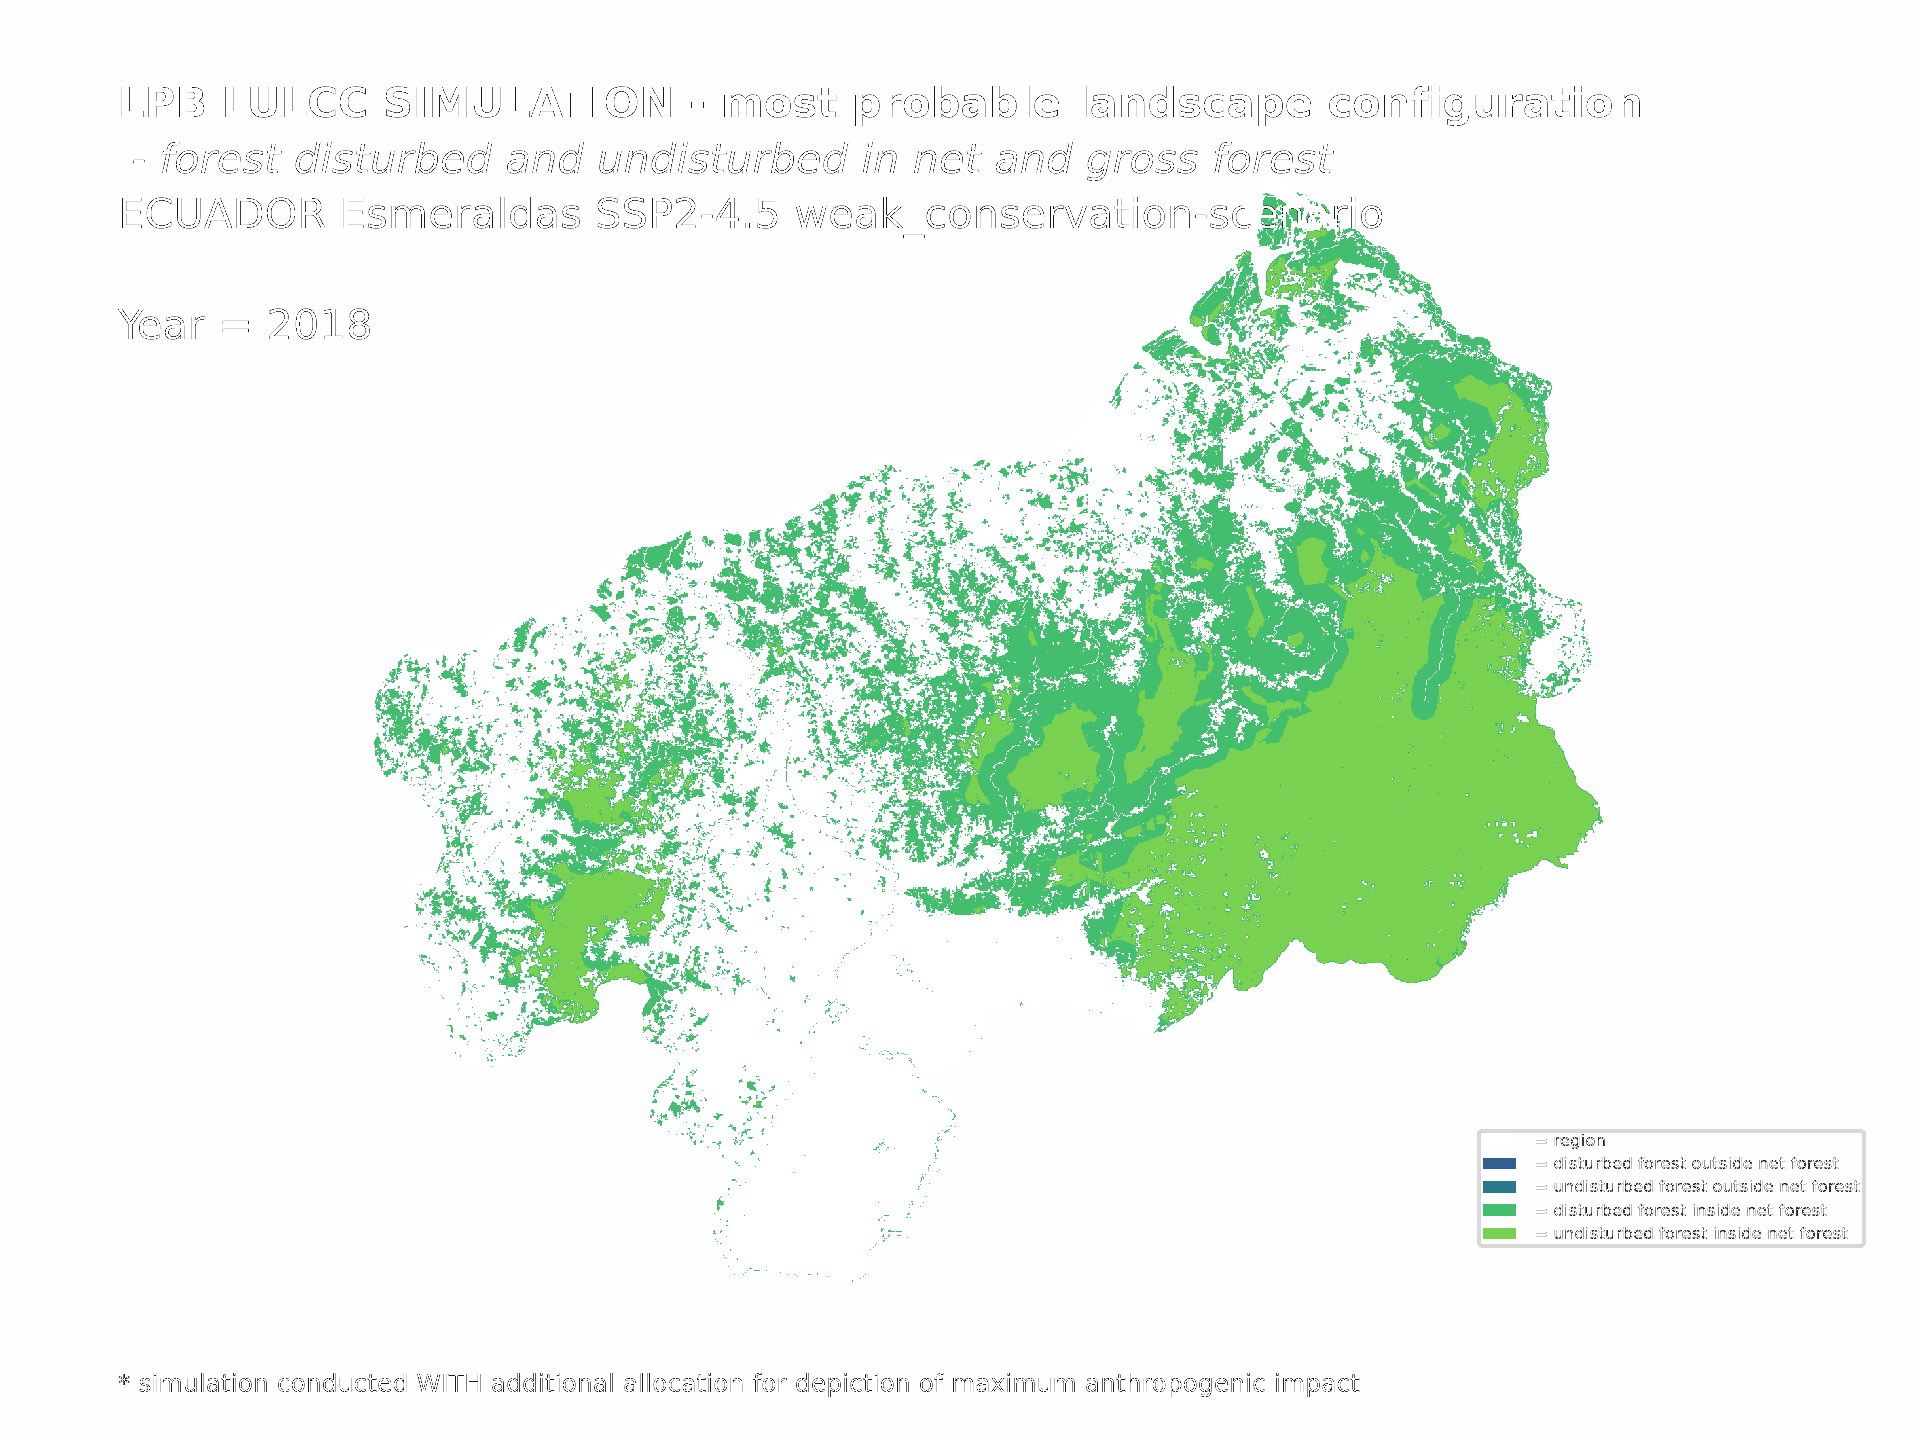 LPB LULCC SIMULATION - most probable landscape configuration
- forest disturbed and undisturbed in net and gross forest
ECUADOR Esmeraldas SSP2-4.5 weak_conservation-scenario
Year = 2018
= region
= disturbed forest outside net forest
= undisturbed forest outside net forest
= disturbed forest inside net forest
= undisturbed forest inside net forest
* simulation conducted WITH additional allocation for depiction of maximum anthropogenic impact